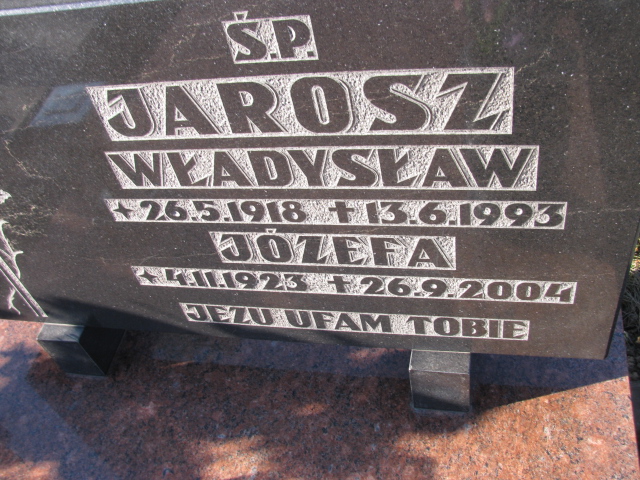 Ś.P.
JAROSZ
WŁADYSŁAW
*26.5.1918 +13.6.1993
JÓZEFA
*4.11.1923 +26.9.2004
JEZU UFAM TOBIE